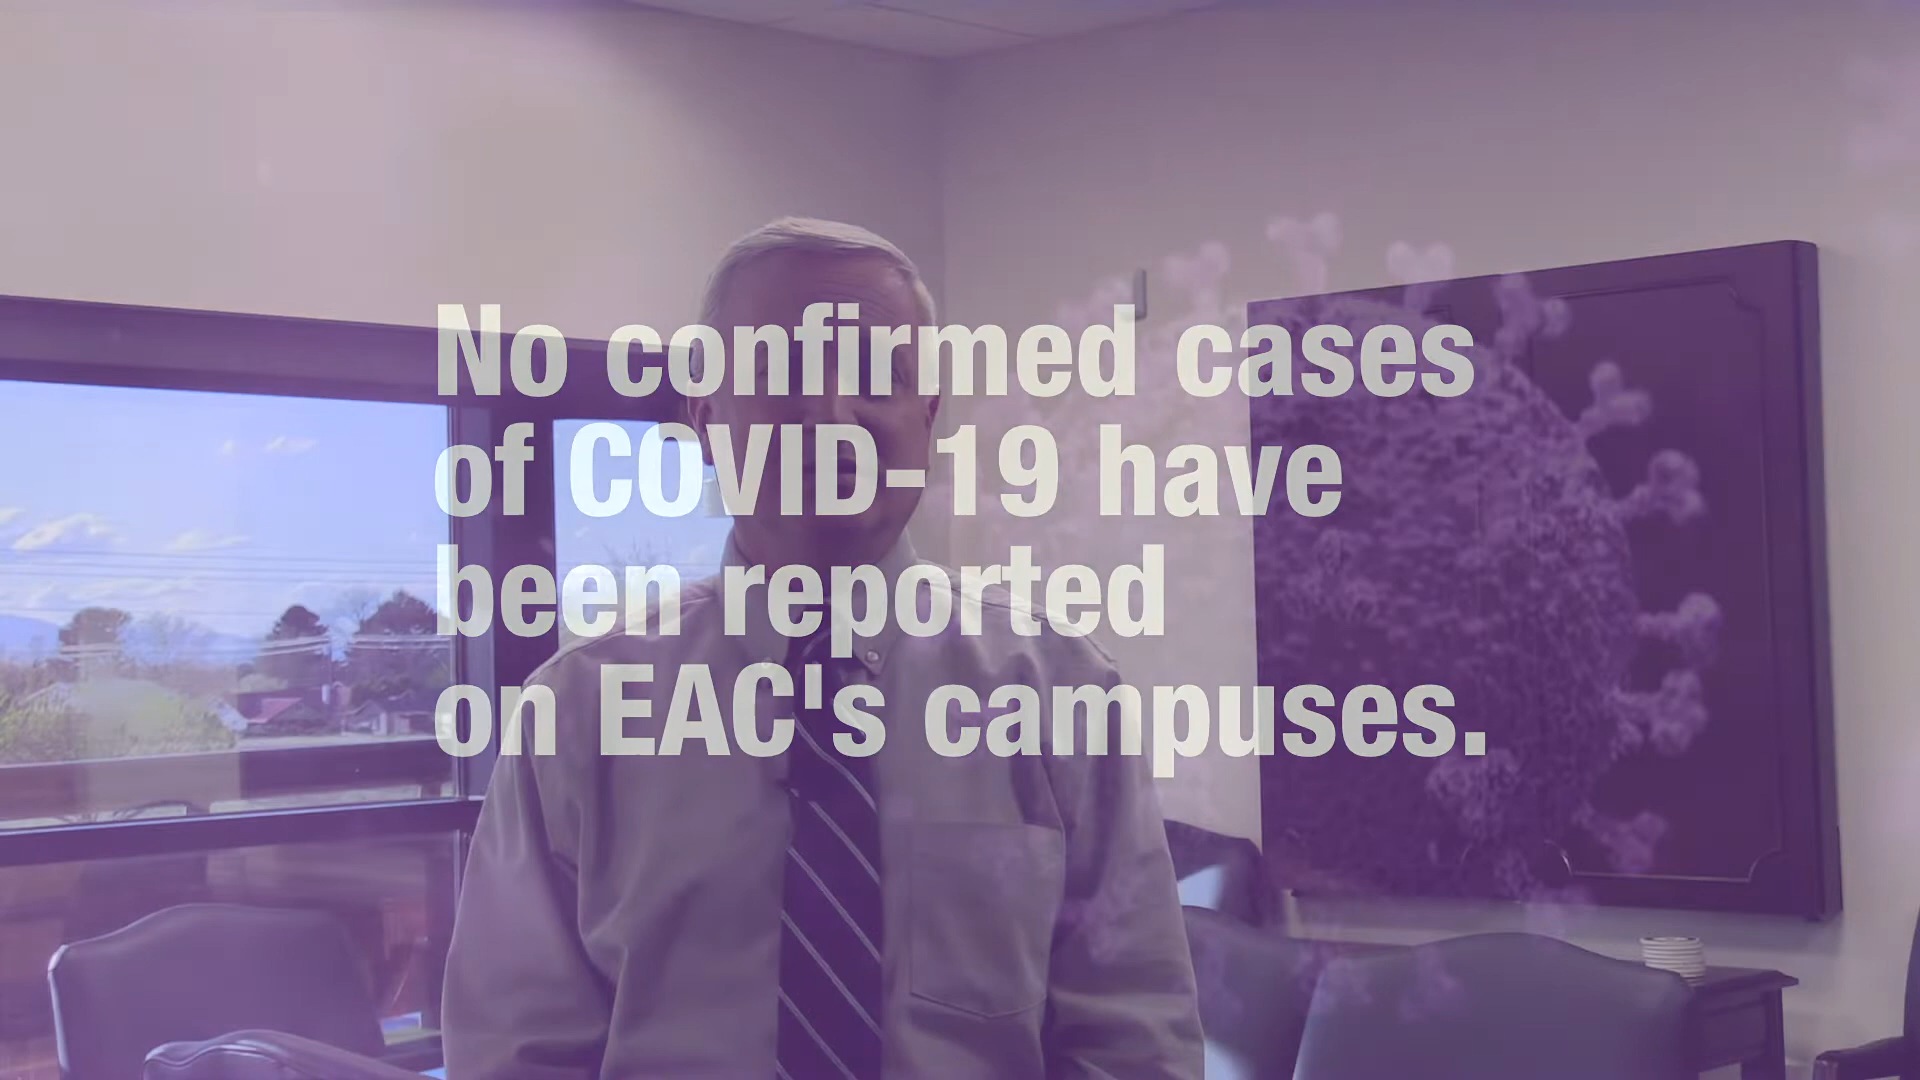 No confirmed cases
of COVID-19 have
been reported
on EAC's campuses.